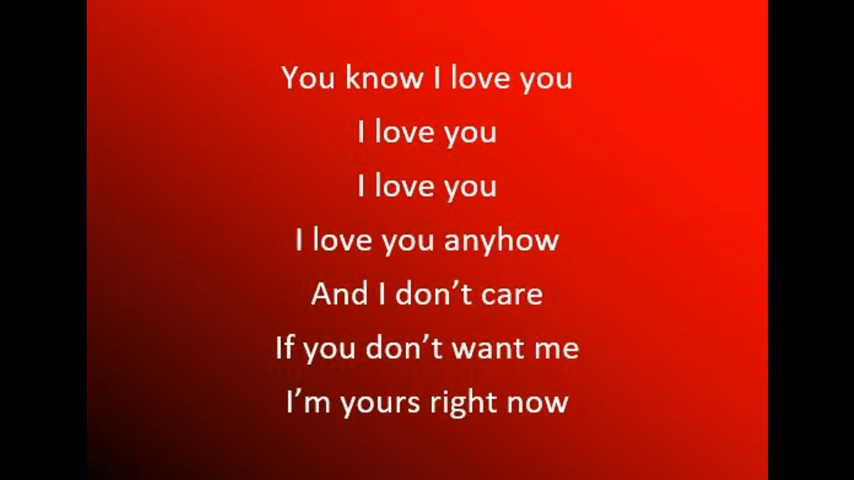 You know I love you
I love you
I love you
I love you anyhow
And I don’t care
If you don’t want me
I’m yours right now